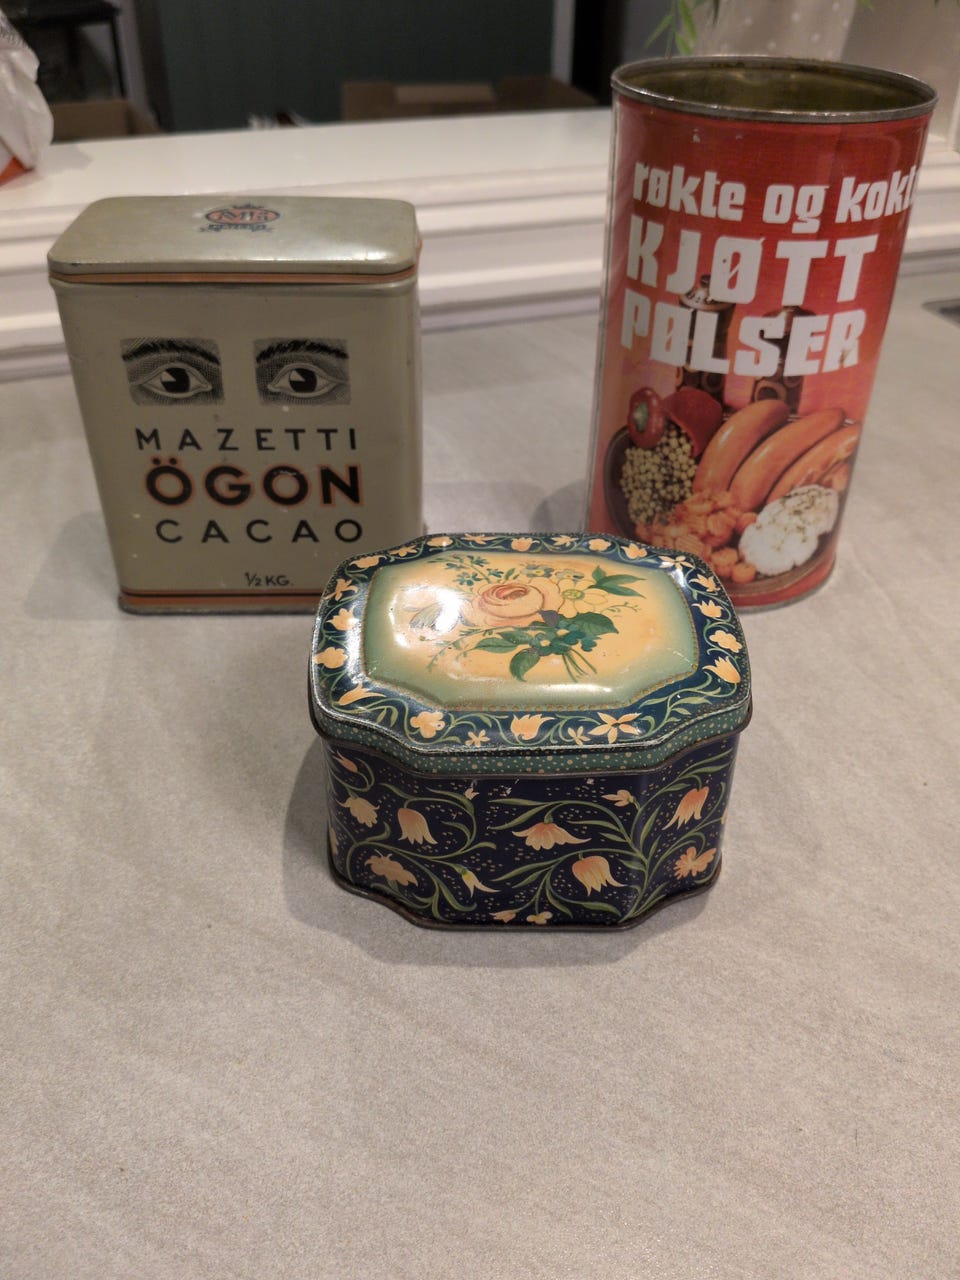 MAZETTI
ÖGON
CACAO
½ KG.
røkte og kokt
KJØTT
PØLSER